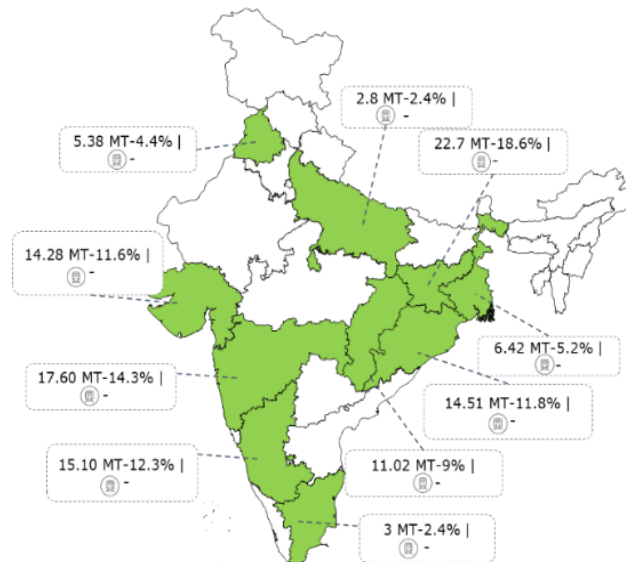 2.8 MT-2.4% |
-
5.38 MT-4.4% |
-
22.7 MT-18.6% |
-
14.28 MT-11.6% |
-
6.42 MT-5.2% |
-
17.60 MT-14.3% |
-
14.51 MT-11.8% |
-
15.10 MT-12.3% |
-
11.02 MT-9% |
-
3 MT-2.4% |
-